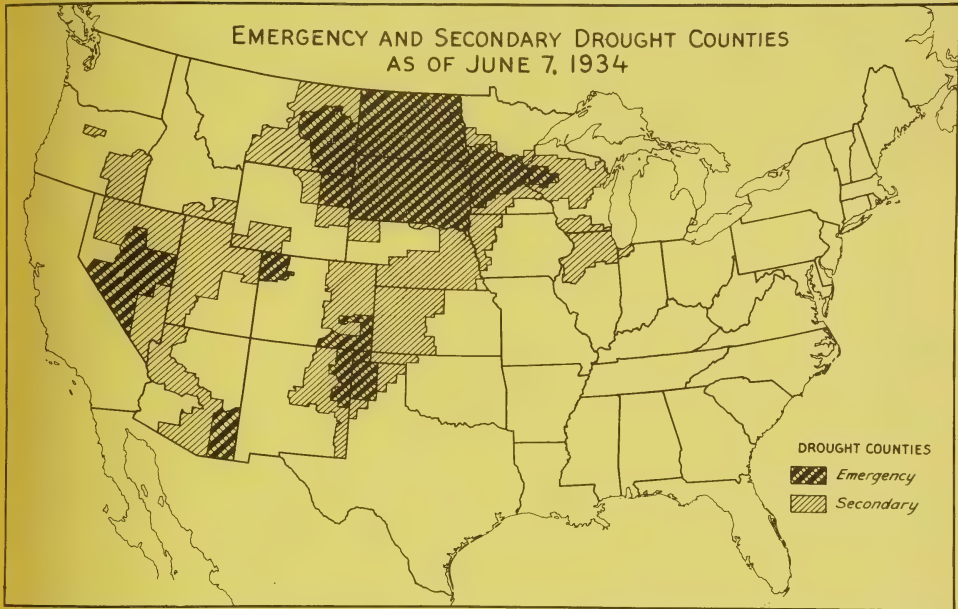 EMERGENCY AND SECONDARY DROUGHT COUNTIES
AS OF JUNE 7, 1934
DROUGHT COUNTIES
Emergency
Secondary